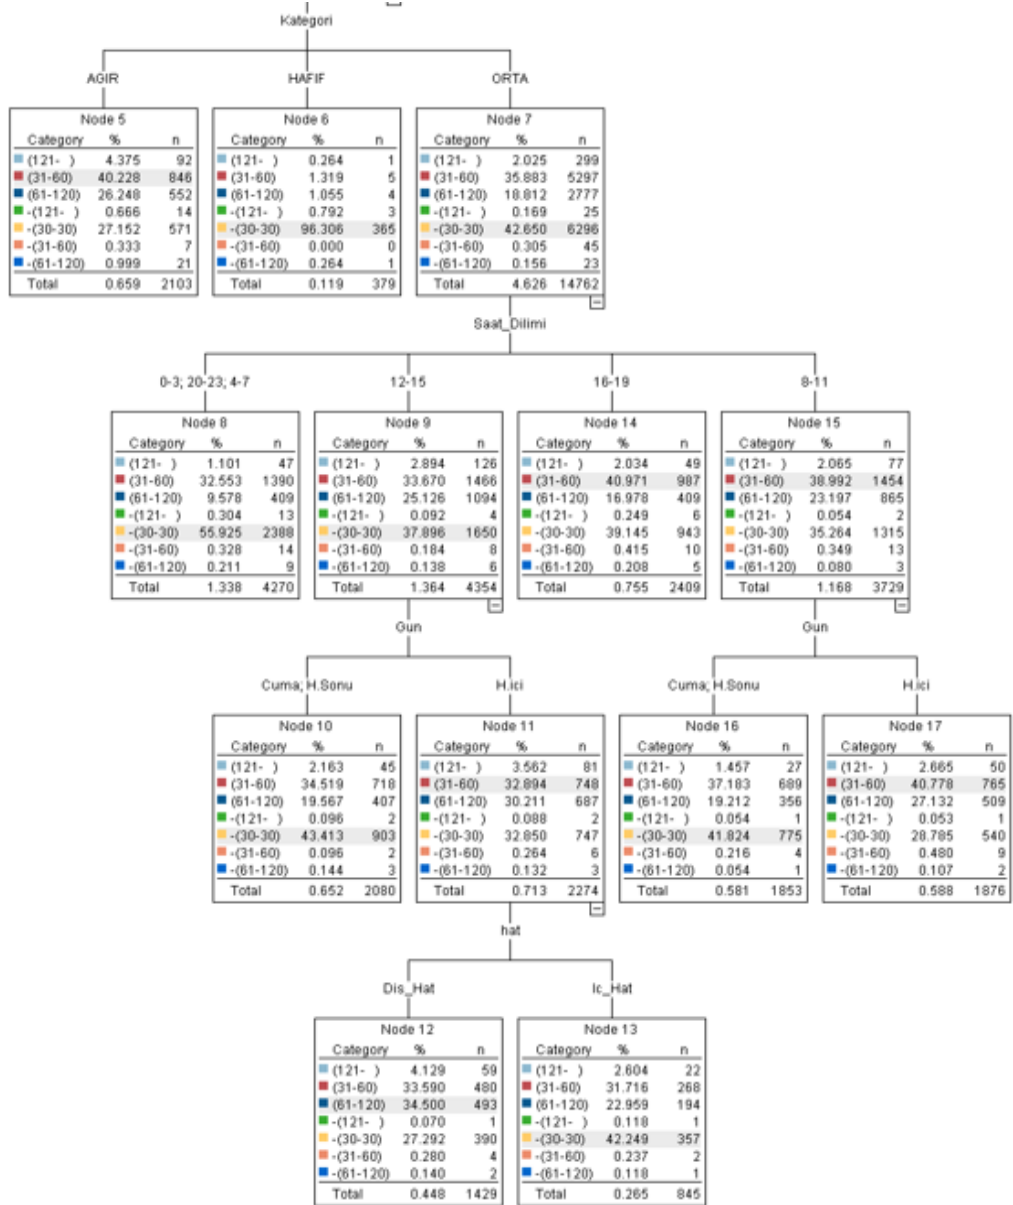 Kategori
AGIR
HAFIF
ORTA
Node 5
Category % n
(121- ) 4.375 92
(31-60) 40.228 846
(61-120) 26.248 552
-(121- ) 0.666 14
-(30-30) 27.152 571
-(31-60) 0.333 7
-(61-120) 0.999 21
Total 0.659 2103
Node 6
Category % n
(121- ) 0.264 1
(31-60) 1.319 5
(61-120) 1.055 4
-(121- ) 0.792 3
-(30-30) 96.306 365
-(31-60) 0.000 0
-(61-120) 0.264 1
Total 0.119 379
Node 7
Category % n
(121- ) 2.025 299
(31-60) 35.883 5297
(61-120) 18.812 2777
-(121- ) 0.169 25
-(30-30) 42.650 6296
-(31-60) 0.305 45
-(61-120) 0.156 23
Total 4.626 14762
Saat_Dilimi
0-3; 20-23; 4-7
12-15
16-19
8-11
Node 8
Category % n
(121- ) 1.101 47
(31-60) 32.553 1390
(61-120) 9.578 409
-(121- ) 0.304 13
-(30-30) 55.925 2388
-(31-60) 0.328 14
-(61-120) 0.211 9
Total 1.338 4270
Node 9
Category % n
(121- ) 2.894 126
(31-60) 33.670 1466
(61-120) 25.126 1094
-(121- ) 0.092 4
-(30-30) 37.896 1650
-(31-60) 0.184 8
-(61-120) 0.138 6
Total 1.364 4354
Node 14
Category % n
(121- ) 2.034 49
(31-60) 40.971 987
(61-120) 16.978 409
-(121- ) 0.249 6
-(30-30) 39.145 943
-(31-60) 0.415 10
-(61-120) 0.208 5
Total 0.755 2409
Node 15
Category % n
(121- ) 2.065 77
(31-60) 38.992 1454
(61-120) 23.197 865
-(121- ) 0.054 2
-(30-30) 35.264 1315
-(31-60) 0.349 13
-(61-120) 0.080 3
Total 1.168 3729
Gun
Gun
Cuma; H.Sonu
H.ici
Cuma; H.Sonu
H.ici
Node 10
Category % n
(121- ) 2.163 45
(31-60) 34.519 718
(61-120) 19.567 407
-(121- ) 0.096 2
-(30-30) 43.413 903
-(31-60) 0.096 2
-(61-120) 0.144 3
Total 0.652 2080
Node 11
Category % n
(121- ) 3.562 81
(31-60) 32.894 748
(61-120) 30.211 687
-(121- ) 0.088 2
-(30-30) 32.850 747
-(31-60) 0.264 6
-(61-120) 0.132 3
Total 0.713 2274
Node 16
Category % n
(121- ) 1.457 27
(31-60) 37.183 689
(61-120) 19.212 356
-(121- ) 0.054 1
-(30-30) 41.824 775
-(31-60) 0.216 4
-(61-120) 0.054 1
Total 0.581 1853
Node 17
Category % n
(121- ) 2.665 50
(31-60) 40.778 765
(61-120) 27.132 509
-(121- ) 0.053 1
-(30-30) 28.785 540
-(31-60) 0.480 9
-(61-120) 0.107 2
Total 0.588 1876
hat
Dis_Hat
Ic_Hat
Node 12
Category % n
(121- ) 4.129 59
(31-60) 33.590 480
(61-120) 34.500 493
-(121- ) 0.070 1
-(30-30) 27.292 390
-(31-60) 0.280 4
-(61-120) 0.140 2
Total 0.448 1429
Node 13
Category % n
(121- ) 2.604 22
(31-60) 31.716 268
(61-120) 22.959 194
-(121- ) 0.118 1
-(30-30) 42.249 357
-(31-60) 0.237 2
-(61-120) 0.118 1
Total 0.265 845